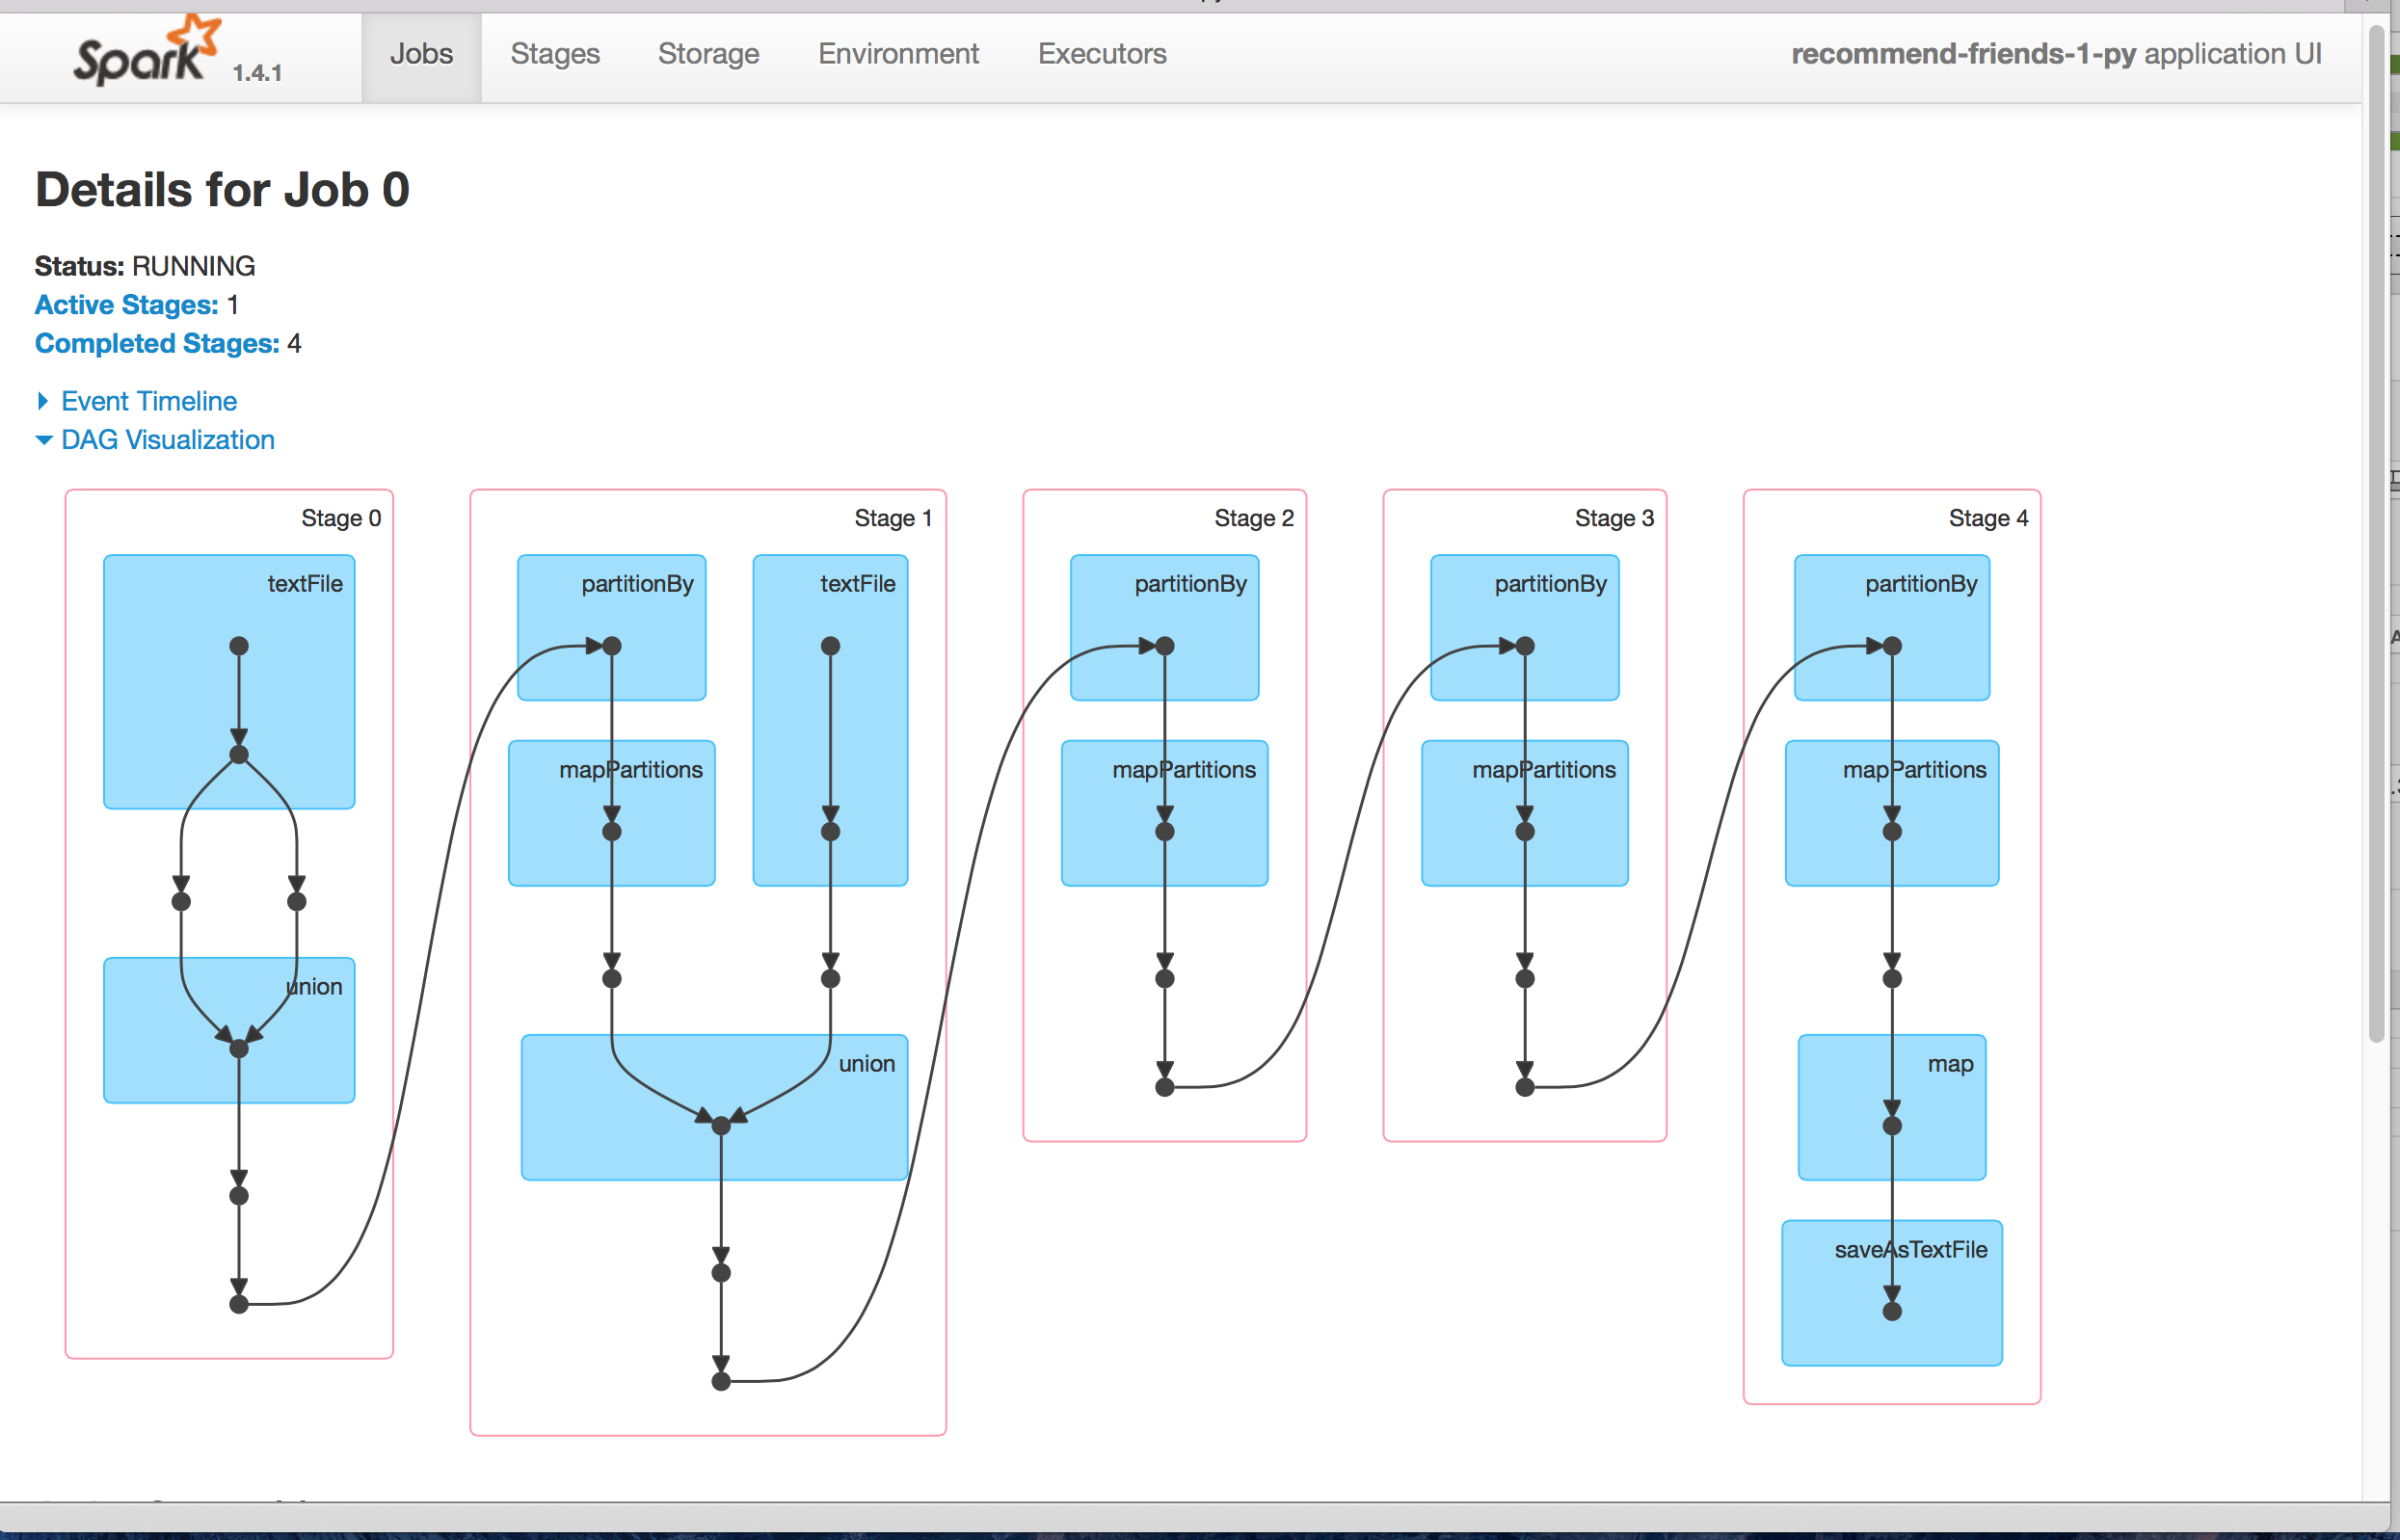 Spark 1.4.1 Jobs Stages Storage Environment Executors recommend-friends-1-py application UI
Details for Job 0
Status: RUNNING
Active Stages: 1
Completed Stages: 4
Event Timeline
DAG Visualization
Stage 0
textFile
union
Stage 1
partitionBy
textFile
mapPartitions
union
Stage 2
partitionBy
mapPartitions
Stage 3
partitionBy
mapPartitions
Stage 4
partitionBy
mapPartitions
map
saveAsTextFile